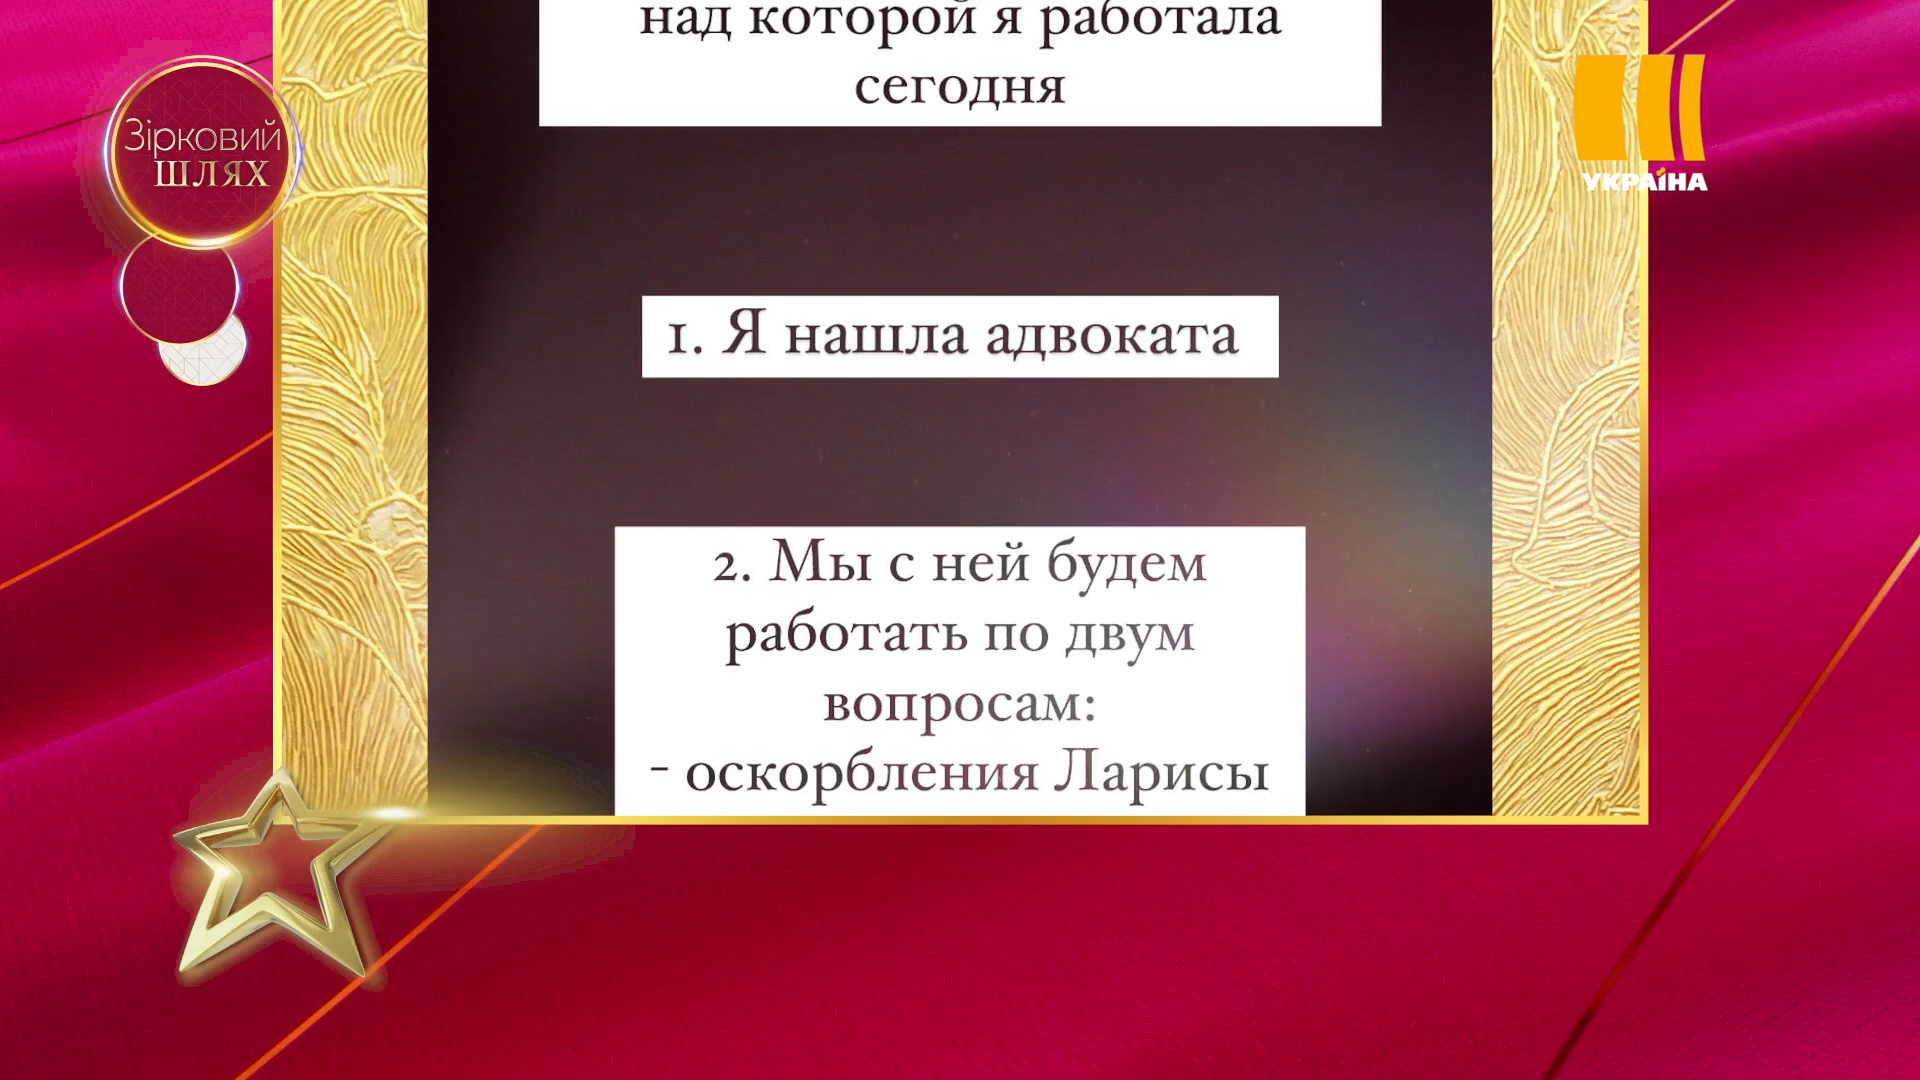 над которой я работала
сегодня
Зірковий
ШЛЯХ
УКРАЇНА
1. Я нашла адвоката
2. Мы с ней будем
работать по двум
вопросам:
- оскорбления Ларисы